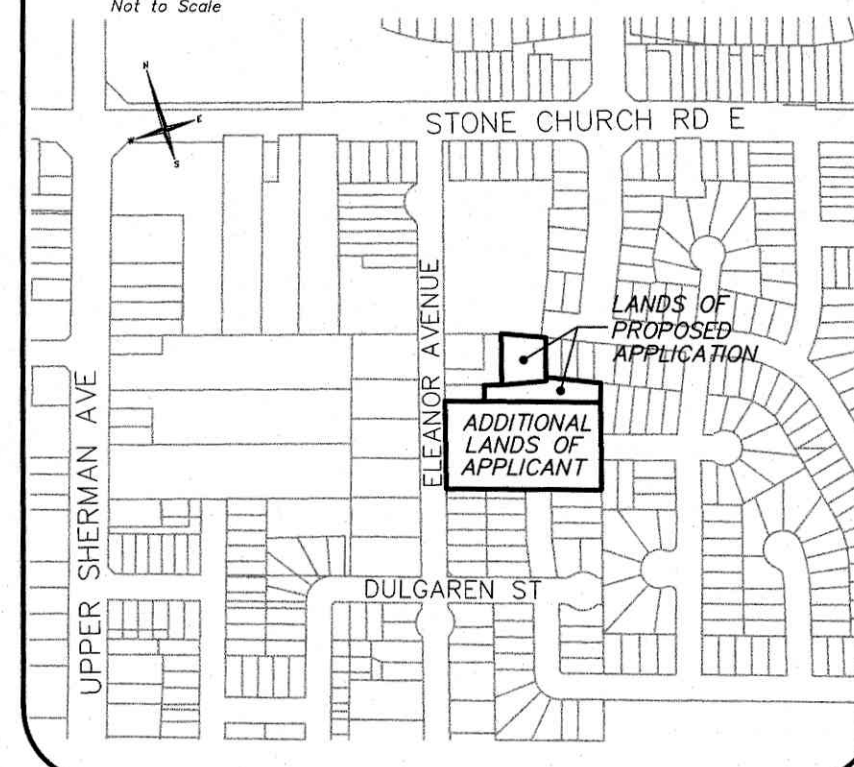 Not to Scale
N
E
W
S
STONE CHURCH RD E
ELEANOR AVENUE
LANDS OF
PROPOSED
APPLICATION
UPPER SHERMAN AVE
ADDITIONAL
LANDS OF
APPLICANT
DULGAREN ST